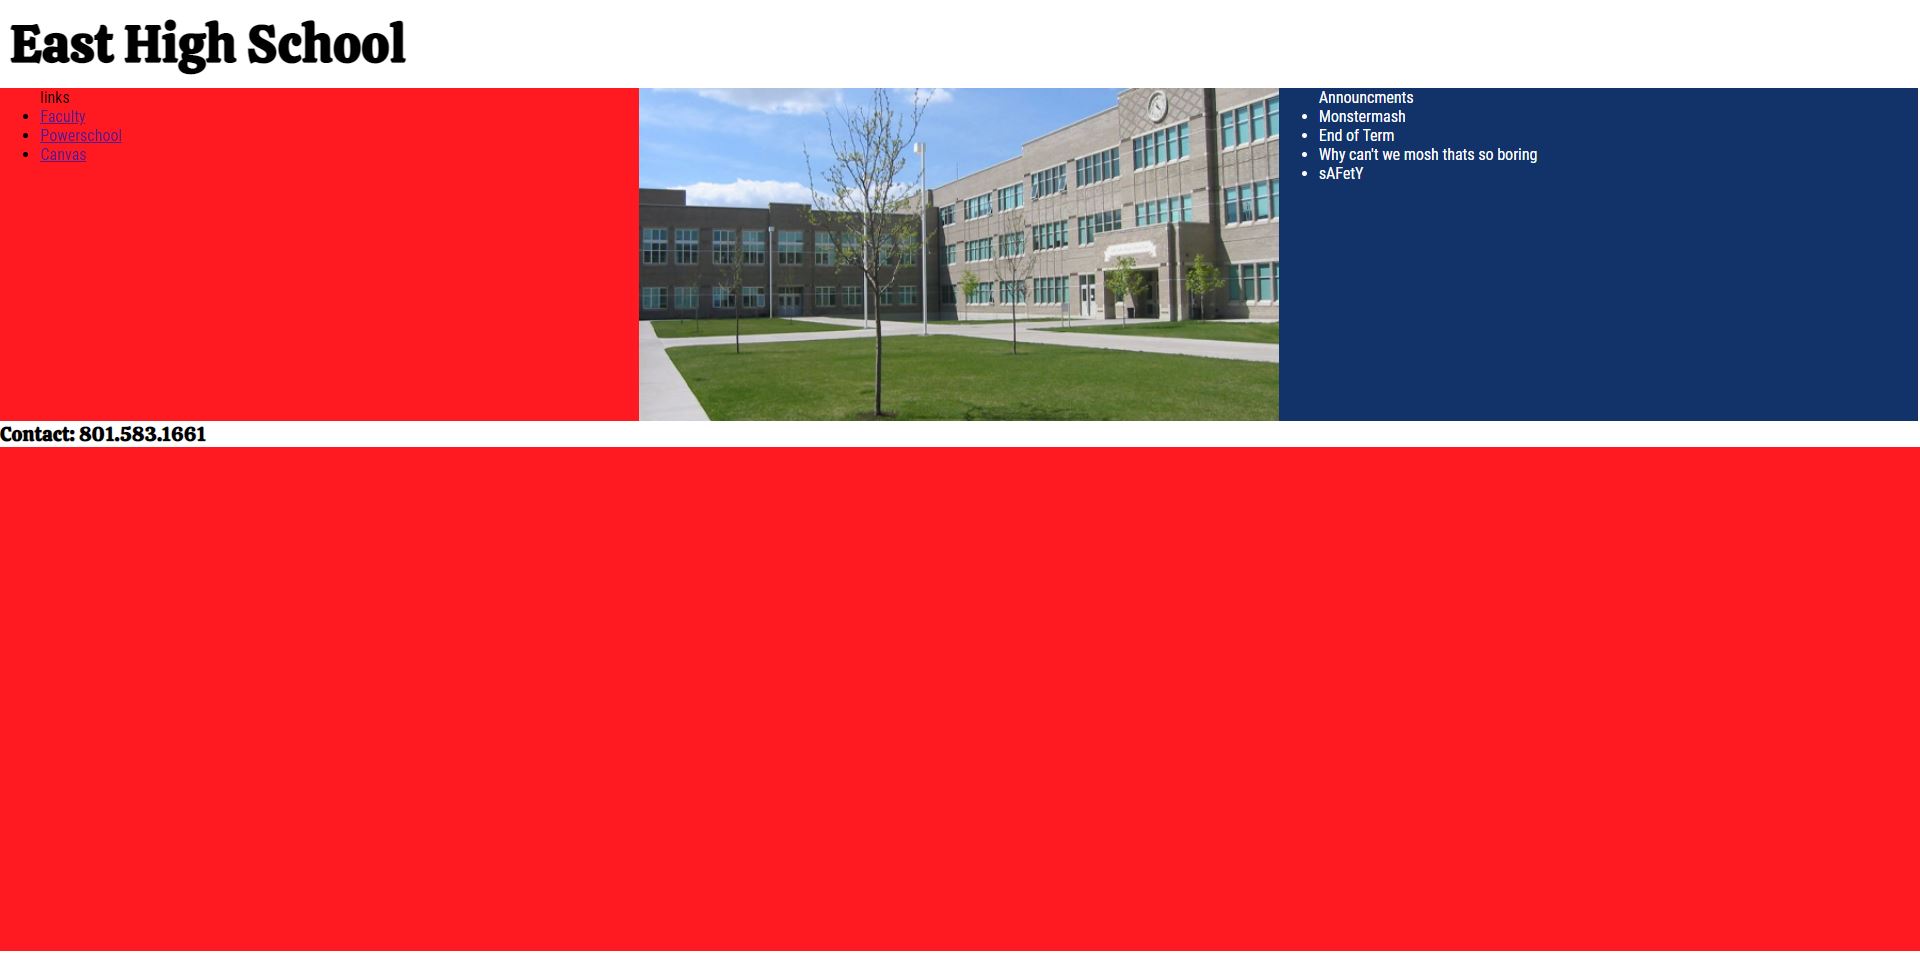 East High School
links
Faculty
Powerschool
Canvas
Announcments
Monstermash
End of Term
Why can't we mosh thats so boring
sAFetY
Contact: 801.583.1661